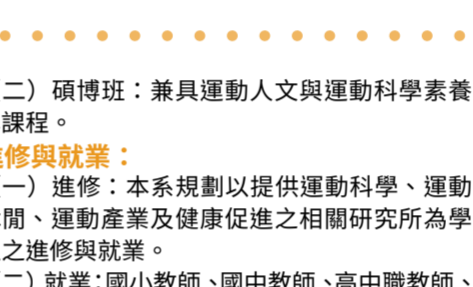 二）碩博班：兼具運動人文與運動科學素養
課程。
進修與就業：
一）進修：本系規劃以提供運動科學、運動
閒、運動產業及健康促進之相關研究所為學
之進修與就業。
二）就業：國小教師、國中教師、高中職教師、